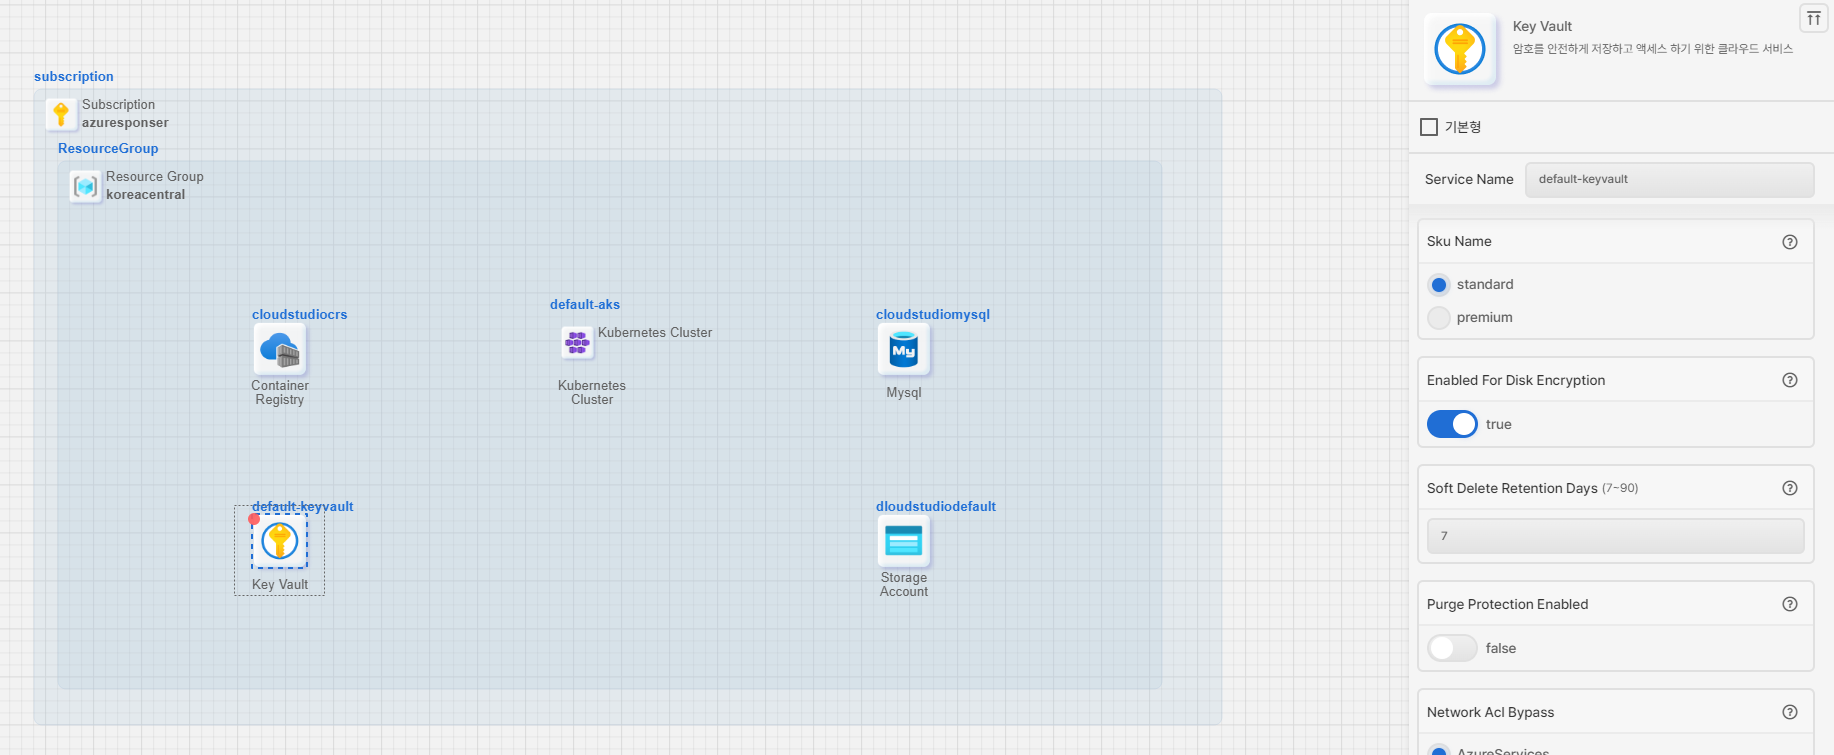 subscription
Subscription
azuresponser
ResourceGroup
Resource Group
koreacentral
cloudstudiocrs
Container
Registry
default-aks
Kubernetes Cluster
Kubernetes
Cluster
cloudstudiomysql
My
Mysql
default-keyvault
Key Vault
dloudstudiodefault
Storage
Account
Key Vault
암호를 안전하게 저장하고 액세스 하기 위한 클라우드 서비스
기본형
Service Name
default-keyvault
Sku Name
standard
premium
Enabled For Disk Encryption
true
Soft Delete Retention Days (7~90)
7
Purge Protection Enabled
false
Network Acl Bypass
AzureServices